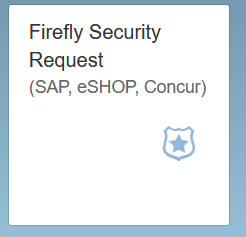 Firefly Security
Request
(SAP, eSHOP, Concur)